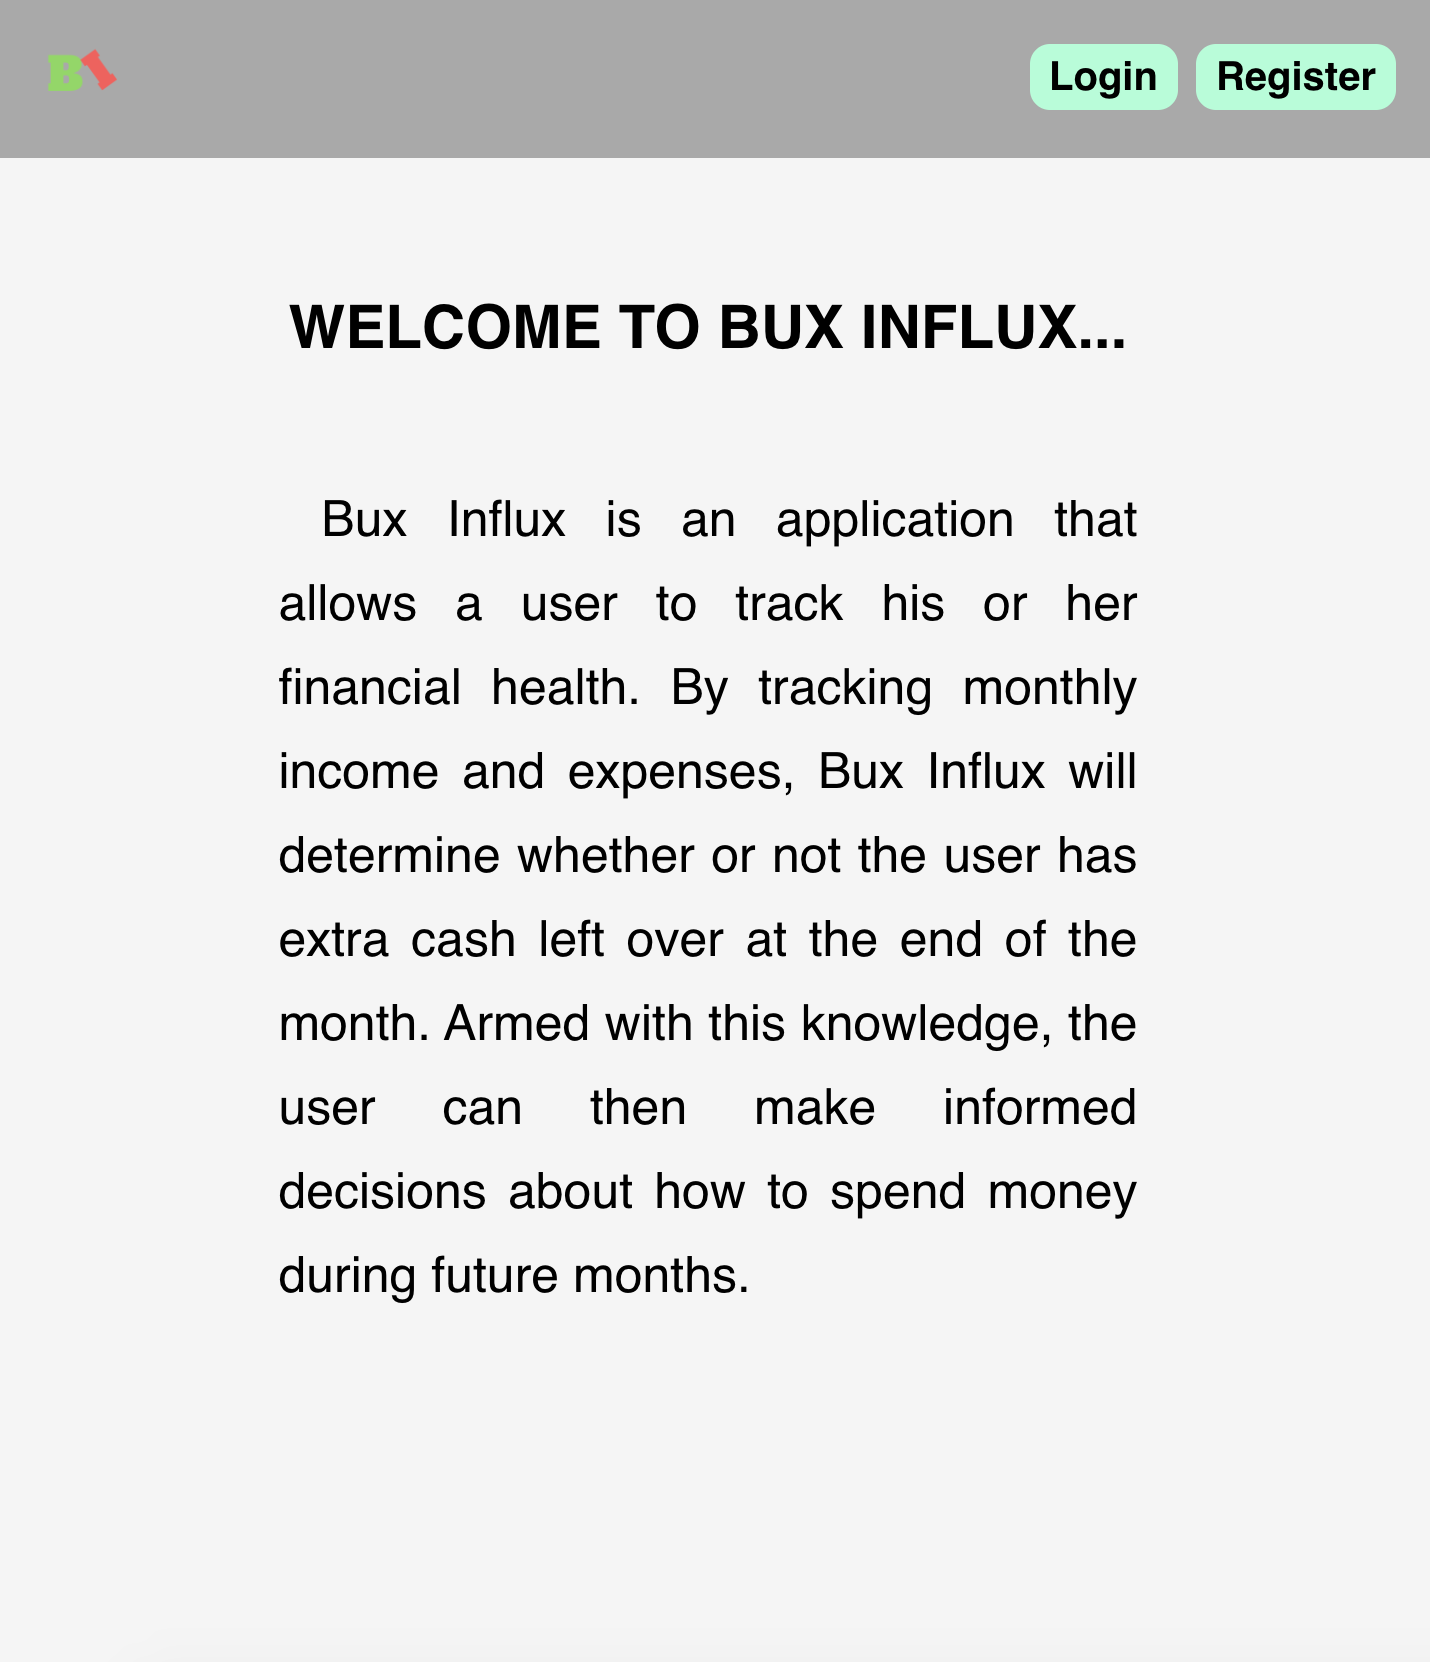 BI
Login Register
WELCOME TO BUX INFLUX...
Bux Influx is an application that
allows a user to track his or her
financial health. By tracking monthly
income and expenses, Bux Influx will
determine whether or not the user has
extra cash left over at the end of the
month. Armed with this knowledge, the
user can then make informed
decisions about how to spend money
during future months.